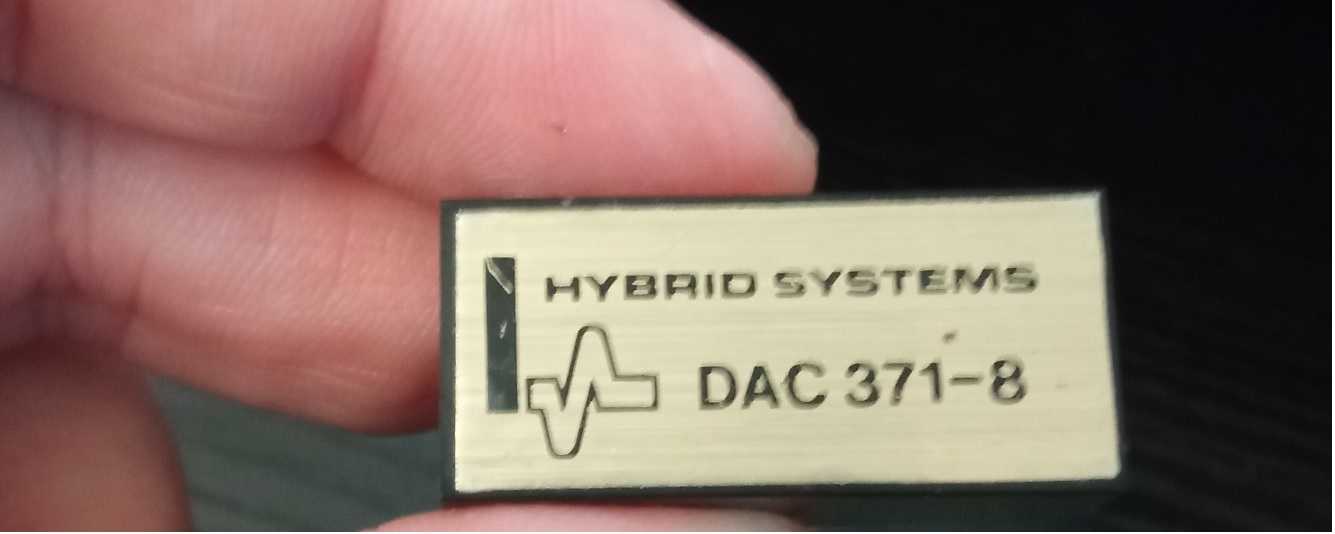 HYBRID SYSTEMS
DAC 371-8